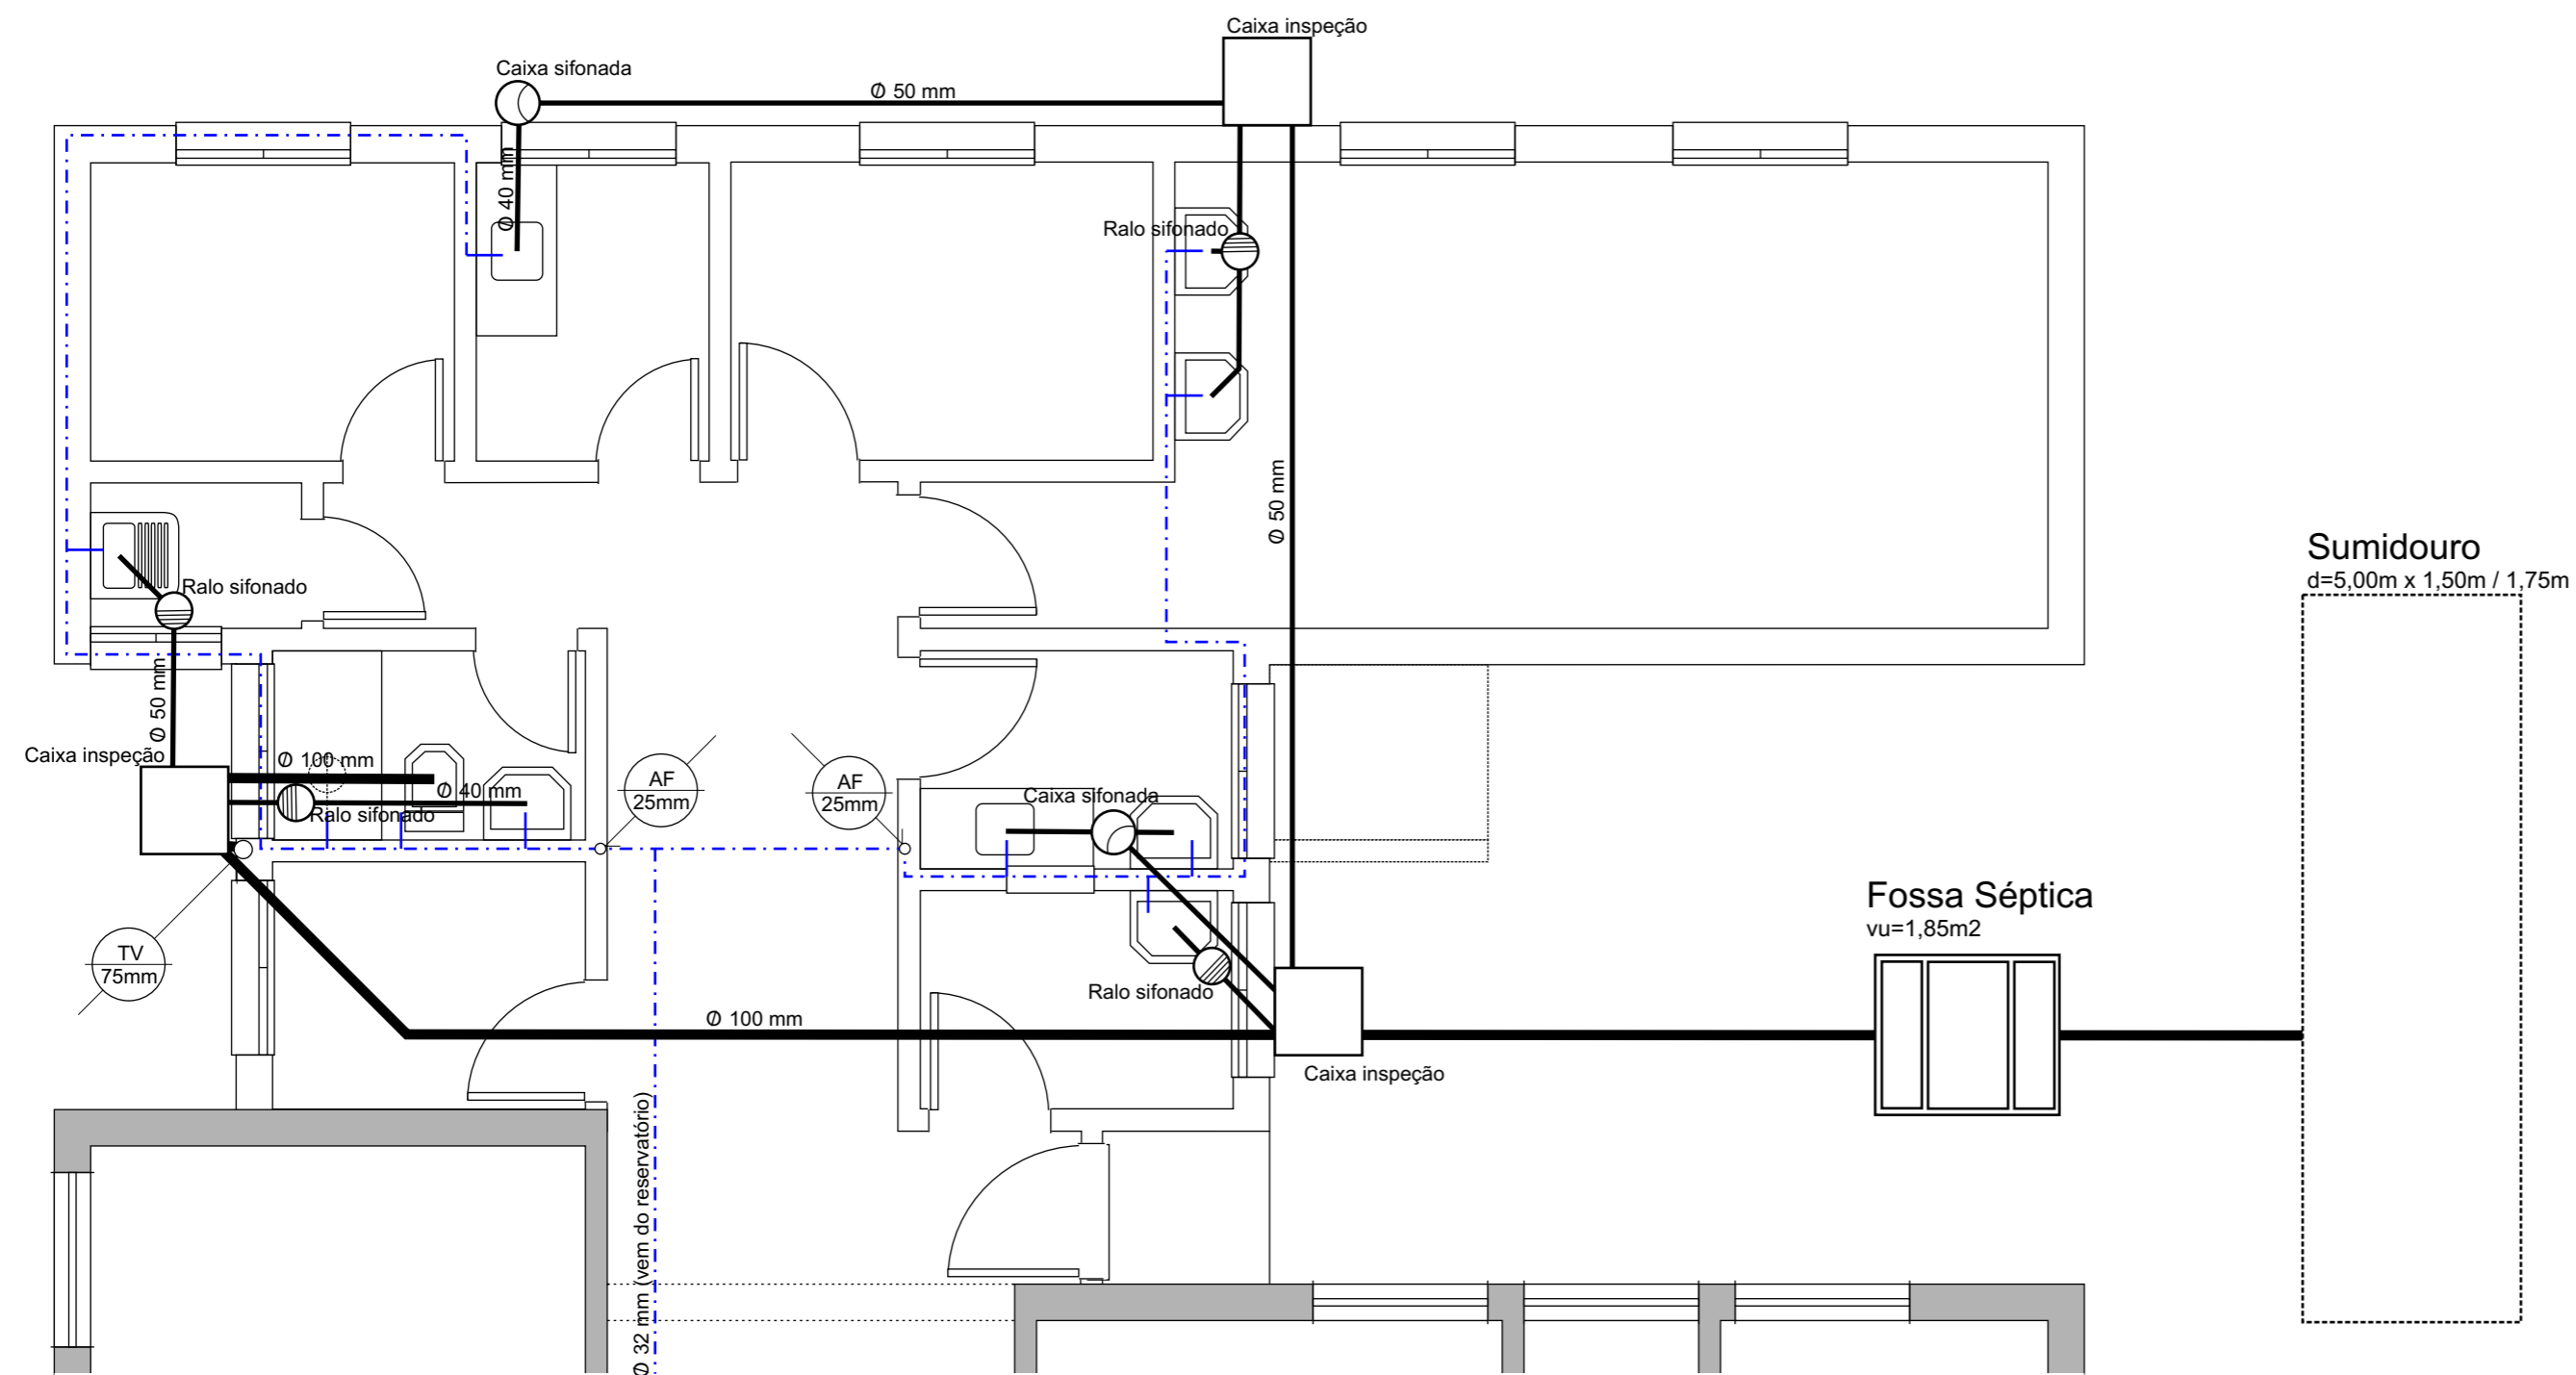 Caixa inspeção
Caixa sifonada
Ø 50 mm
Ø 40 mm
Ralo sifonado
Ø 50 mm
Sumidouro
d=5,00m x 1,50m / 1,75m
Ralo sifonado
Ø 50 mm
Caixa inspeção
Ø 100 mm
Ø 40 mm
Ralo sifonado
AF
25mm
AF
25mm
Caixa sifonada
Fossa Séptica
vu=1,85m2
TV
75mm
Ralo sifonado
Ø 100 mm
Caixa inspeção
Ø 32 mm (vem do reservatório)